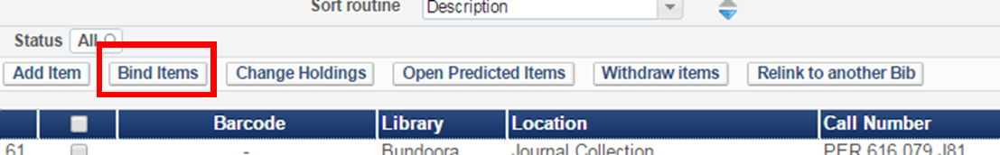 Sort routine Description
Status All
Add Item Bind Items Change Holdings Open Predicted Items Withdraw items Relink to another Bib
Barcode Library Location Call Number
61 - Bundoora Journal Collection PER 616.079 J81